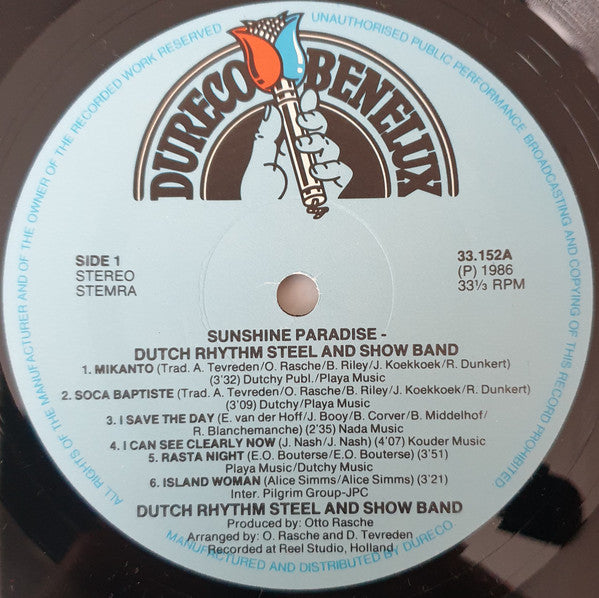 ALL RIGHTS OF THE MANUFACTURER AND OF THE OWNER OF THE RECORDED WORK RESERVED
UNAUTHORISED PUBLIC PERFORMANCE BROADCASTING AND COPYING OF THIS RECORD PROHIBITED.
DURECO BENELUX
SIDE 1
STEREO
STEMRA
33.152A
(P) 1986
33⅓ RPM
SUNSHINE PARADISE -
DUTCH RHYTHM STEEL AND SHOW BAND
1. MIKANTO (Trad. A. Tevreden/O. Rasche/B. Riley/J. Koekkoek/R. Dunkert)
(3'32) Dutchy Publ./Playa Music
2. SOCA BAPTISTE (Trad. A. Tevreden/O. Rasche/B. Riley/J. Koekkoek/R. Dunkert)
(3'09) Dutchy/Playa Music
3. I SAVE THE DAY (E. van der Hoff/J. Booy/B. Corver/B. Middelhof/
R. Blanchemanche) (2'35) Nada Music
4. I CAN SEE CLEARLY NOW (J. Nash/J. Nash) (4'07) Kouder Music
5. RASTA NIGHT (E.O. Bouterse/E.O. Bouterse) (3'51)
Playa Music/Dutchy Music
6. ISLAND WOMAN (Alice Simms/Alice Simms) (3'21)
Inter. Pilgrim Group-JPC
DUTCH RHYTHM STEEL AND SHOW BAND
Produced by: Otto Rasche
Arranged by: O. Rasche and D. Tevreden
Recorded at Reel Studio, Holland
MANUFACTURED AND DISTRIBUTED BY DURECO